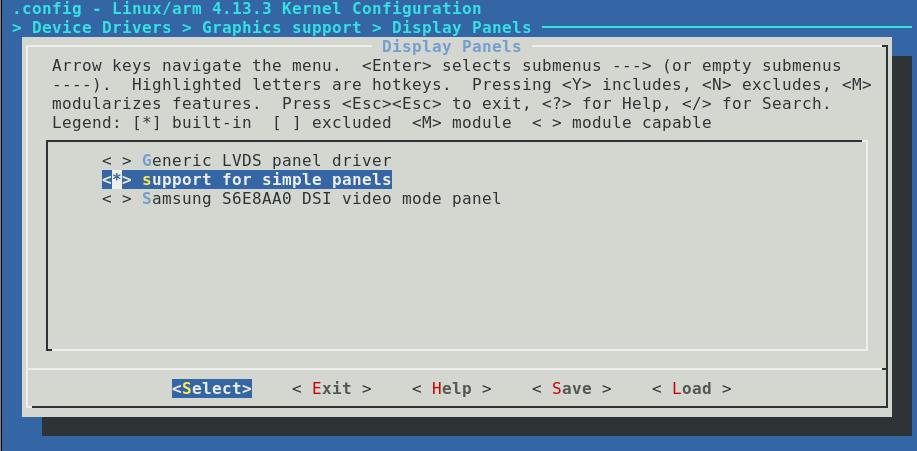 .config - Linux/arm 4.13.3 Kernel Configuration
> Device Drivers > Graphics support > Display Panels
Display Panels
Arrow keys navigate the menu.  <Enter> selects submenus ---> (or empty submenus
----).  Highlighted letters are hotkeys.  Pressing <Y> includes, <N> excludes, <M>
modularizes features.  Press <Esc><Esc> to exit, <?> for Help, </> for Search.
Legend: [*] built-in  [ ] excluded  <M> module  < > module capable
< > Generic LVDS panel driver
<*> support for simple panels
< > Samsung S6E8AA0 DSI video mode panel
<Select>    < Exit >    < Help >    < Save >    < Load >